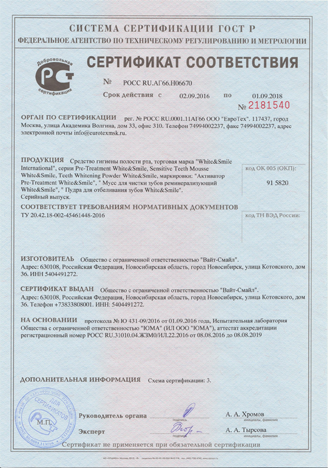 СИСТЕМА СЕРТИФИКАЦИИ ГОСТ Р
ФЕДЕРАЛЬНОЕ АГЕНТСТВО ПО ТЕХНИЧЕСКОМУ РЕГУЛИРОВАНИЮ И МЕТРОЛОГИИ
СЕРТИФИКАТ СООТВЕТСТВИЯ
№ РОСС RU.АГ66.Н06670
Срок действия с 02.09.2016 по 01.09.2018
№ 2181540
ОРГАН ПО СЕРТИФИКАЦИИ рег. № РОСС RU.0001.11АГ66 ООО "ЕвроТех". 117437, город
Москва, улица Академика Волгина, дом 33, офис 310. Телефон 74994002237, факс 74994002237, адрес
электронной почты info@eurotexmsk.ru.
ПРОДУКЦИЯ Средство гигиены полости рта, торговая марка "White&Smile
International", серии Pre-Treatment White&Smile, Sensitive Teeth Mousse
White&Smile, Teeth Whitening Powder White&Smile, маркировки: "Активатор
Pre-Treatment White&Smile", " Мусс для чистки зубов реминерализующий
White&Smile", " Пудра для отбеливания зубов White&Smile".
Серийный выпуск.
код ОК 005 (ОКП):
91 5820
СООТВЕТСТВУЕТ ТРЕБОВАНИЯМ НОРМАТИВНЫХ ДОКУМЕНТОВ
ТУ 20.42.18-002-45461448-2016
код ТН ВЭД России:
ИЗГОТОВИТЕЛЬ Общество с ограниченной ответственностью "Вайт-Смайл".
Адрес: 630108, Российская Федерация, Новосибирская область, город Новосибирск, улица Котовского, дом
36. ИНН: 5404491272.
СЕРТИФИКАТ ВЫДАН Общество с ограниченной ответственностью "Вайт-Смайл".
Адрес: 630108, Российская Федерация, Новосибирская область, город Новосибирск, улица Котовского, дом
36. ИНН: 5404491272. Телефон +73833808001.
НА ОСНОВАНИИ протокола № Ю 431-09/2016 от 01.09.2016 года, Испытательная лаборатория
Общества с ограниченной ответственностью "ЮМА" (ИЛ ООО "ЮМА"), аттестат аккредитации
регистрационный номер РОСС RU.31010.04.ЖЭМ0/ИЛ.22.2016 от 08.08.2016 до 08.08.2019
ДОПОЛНИТЕЛЬНАЯ ИНФОРМАЦИЯ Схема сертификации: 3.
М.П.
Руководитель органа
А. А. Хромов
Эксперт
А. А. Тырсова
Сертификат не применяется при обязательной сертификации